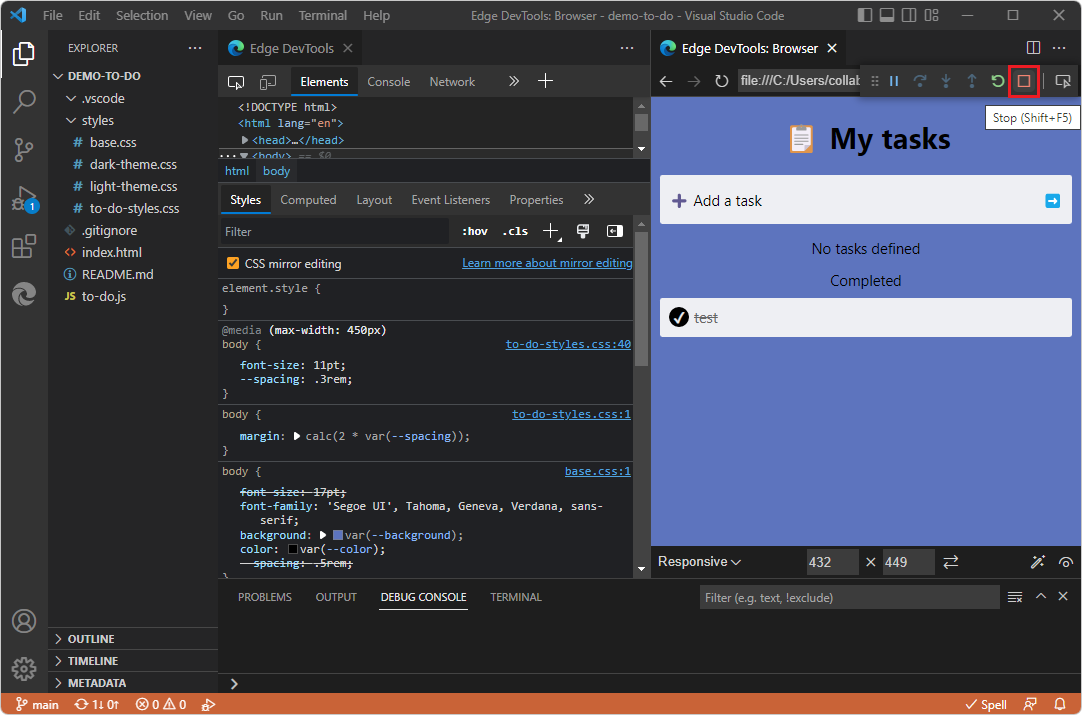 File Edit Selection View Go Run Terminal Help
Edge DevTools: Browser - demo-to-do - Visual Studio Code
EXPLORER
DEMO-TO-DO
.vscode
styles
# base.css
# dark-theme.css
# light-theme.css
# to-do-styles.css
.gitignore
<> index.html
README.md
JS to-do.js
OUTLINE
TIMELINE
METADATA
1
Edge DevTools
Elements Console Network
<!DOCTYPE html>
<html lang="en">
<head>…</head>
<body> == $0
html body
Styles Computed Layout Event Listeners Properties
Filter :hov .cls
CSS mirror editing Learn more about mirror editing
element.style {
}
@media (max-width: 450px)
body { to-do-styles.css:40
font-size: 11pt;
--spacing: .3rem;
}
body { to-do-styles.css:1
margin: calc(2 * var(--spacing));
}
body { base.css:1
font-size: 17pt;
font-family: 'Segoe UI', Tahoma, Geneva, Verdana, sans-
serif;
background: var(--background);
color: var(--color);
--spacing: .5rem;
}
Edge DevTools: Browser
file:///C:/Users/collab
Stop (Shift+F5)
My tasks
Add a task
No tasks defined
Completed
test
Responsive 432 × 449
PROBLEMS OUTPUT DEBUG CONSOLE TERMINAL
Filter (e.g. text, !exclude)
main 1↓ 0↑ 0 0
Spell